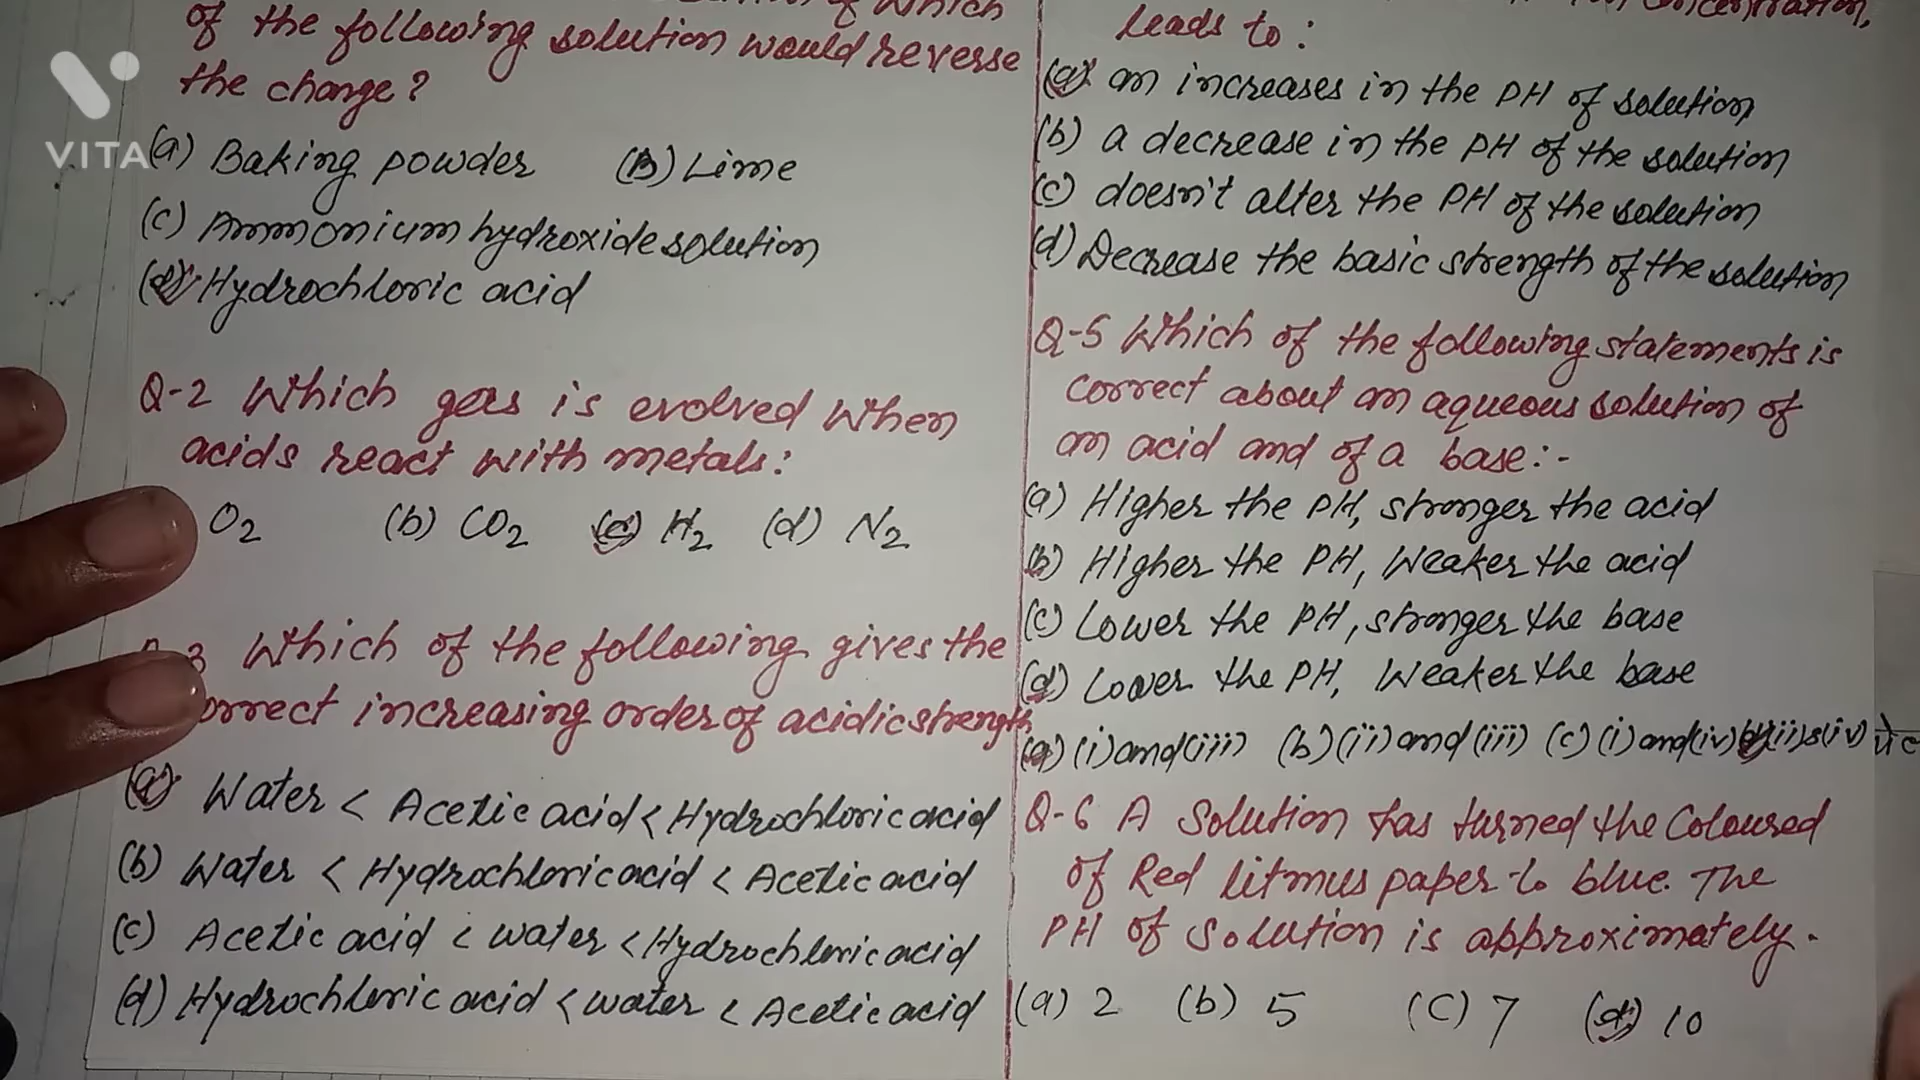 of which
of the following solution would reverse
the change?
(a) Baking powder (B) Lime
(c) Ammonium hydroxide solution
(d) Hydrochloric acid
Q-2 Which gas is evolved when
acids react with metals:
O2 (b) CO2 (c) H2 (d) N2
3 Which of the following gives the
orrect increasing order of acidic strength
(a) Water < Acetic acid < Hydrochloric acid
(b) Water < Hydrochloric acid < Acetic acid
(c) Acetic acid < water < Hydrochloric acid
(d) Hydrochloric acid < water < Acetic acid
concentration,
leads to:
(a) an increases in the PH of solution
(b) a decrease in the PH of the solution
(c) doesn't alter the PH of the solution
(d) Decrease the basic strength of the solution
Q-5 Which of the following statements is
correct about an aqueous solution of
an acid and of a base:-
(a) Higher the PH, stronger the acid
(b) Higher the PH, Weaker the acid
(c) Lower the PH, stronger the base
(d) Lower the PH, Weaker the base
(a) (i) and (iii) (b) (ii) and (iii) (c) (i) and (iv) (d) (ii) & (iv)
Q-6 A Solution has turned the Coloured
of Red litmus paper to blue. The
PH of solution is approximately.
(a) 2 (b) 5 (C) 7 (d) 10
VITA